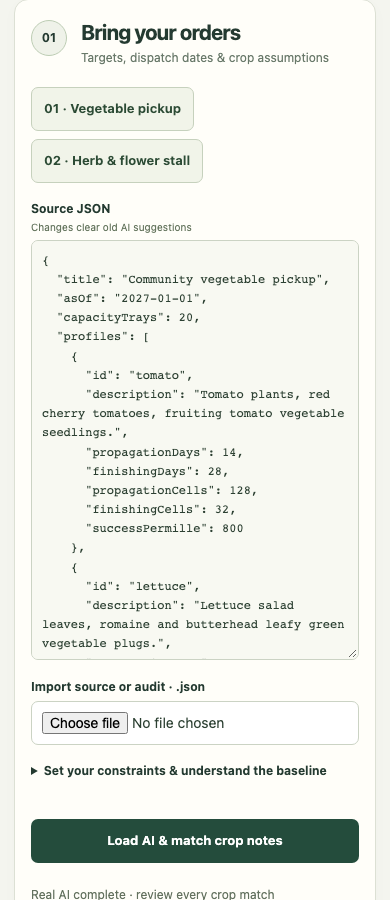 01
Bring your orders
Targets, dispatch dates & crop assumptions
01 · Vegetable pickup
02 · Herb & flower stall
Source JSON
Changes clear old AI suggestions
{
"title": "Community vegetable pickup",
"asOf": "2027-01-01",
"capacityTrays": 20,
"profiles": [
{
"id": "tomato",
"description": "Tomato plants, red
cherry tomatoes, fruiting tomato vegetable
seedlings.",
"propagationDays": 14,
"finishingDays": 28,
"propagationCells": 128,
"finishingCells": 32,
"successPermille": 800
},
{
"id": "lettuce",
"description": "Lettuce salad
leaves, romaine and butterhead leafy green
vegetable plugs.",
Import source or audit · .json
Choose file No file chosen
Set your constraints & understand the baseline
Load AI & match crop notes
Real AI complete · review every crop match